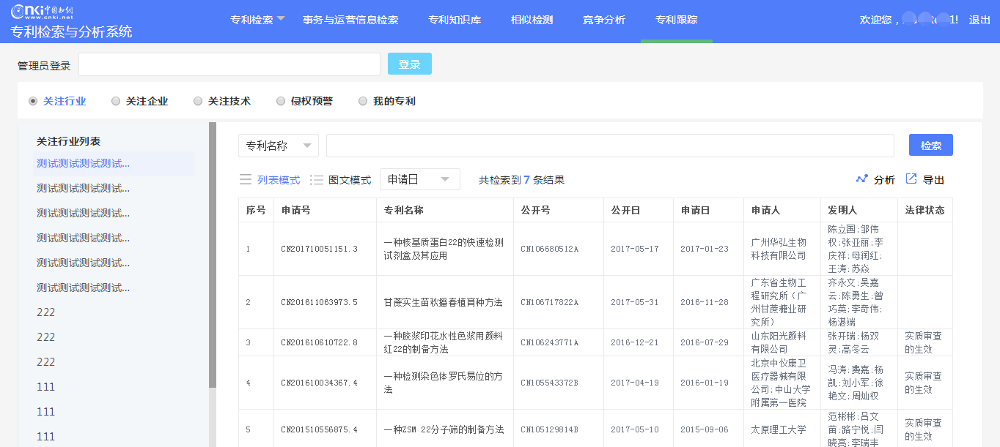 cnki中国知网
www.cnki.net
专利检索与分析系统
专利检索 事务与运营信息检索 专利知识库 相似检测 竞争分析 专利跟踪
欢迎您， 1! 退出
管理员登录 登录
关注行业 关注企业 关注技术 侵权预警 我的专利
关注行业列表
测试测试测试测试...
测试测试测试测试...
测试测试测试测试...
测试测试测试测试...
测试测试测试测试...
测试测试测试测试...
222
222
222
111
111
111
专利名称 检索
列表模式 图文模式 申请日 共检索到 7 条结果 分析 导出
序号 申请号 专利名称 公开号 公开日 申请日 申请人 发明人 法律状态
1 CN201710051151.3 一种核基质蛋白22的快速检测
试剂盒及其应用
CN106680512A 2017-05-17 2017-01-23 广州华弘生物
科技有限公司
陈立国;邹伟
权;张亚丽;李
庆祥;母润红;
王涛;苏焱
2 CN201611063973.5 甘蔗实生苗秋播春植育种方法 CN106717822A 2017-05-31 2016-11-28 广东省生物工
程研究所（广
州甘蔗糖业研
究所）
齐永文;吴嘉
云;陈勇生;曾
巧英;李奇伟;
杨湛端
3 CN201610610722.8 一种胶浆印花水性色浆用颜料
红22的制备方法
CN106243771A 2016-12-21 2016-07-29 山东阳光颜料
有限公司
张开瑞;杨双
灵;高冬云
实质审查
的生效
4 CN201610034367.4 一种检测染色体罗氏易位的方
法
CN105543372B 2017-04-19 2016-01-19 北京中仪康卫
医疗器械有限
公司;中山大学
附属第一医院
冯涛;费嘉;杨
凯;刘小军;徐
艳文;周灿权
实质审查
的生效
5 CN201510556875.4 一种ZSM 22分子筛的制备方法 CN105129814B 2017-05-10 2015-09-06 太原理工大学 范彬彬;吕文
苗;路宁悦;闫
晓亮;李瑞丰
实质审查
的生效